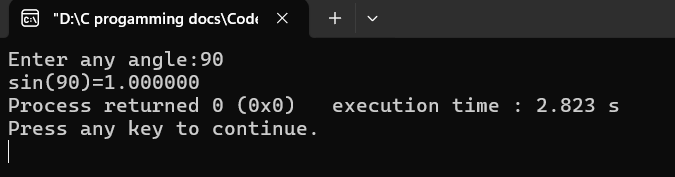 "D:\C progamming docs\Code
Enter any angle:90
sin(90)=1.000000
Process returned 0 (0x0)   execution time : 2.823 s
Press any key to continue.